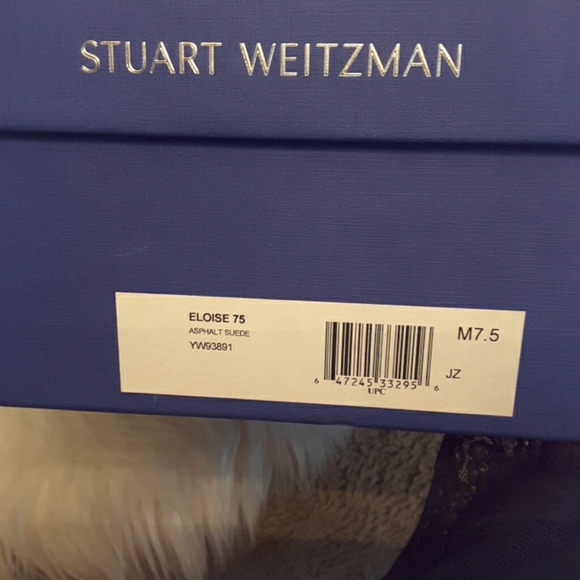 STUART WEITZMAN
ELOISE 75
ASPHALT SUEDE
YW93891
M7.5
JZ
6 47245 33295 6
UPC